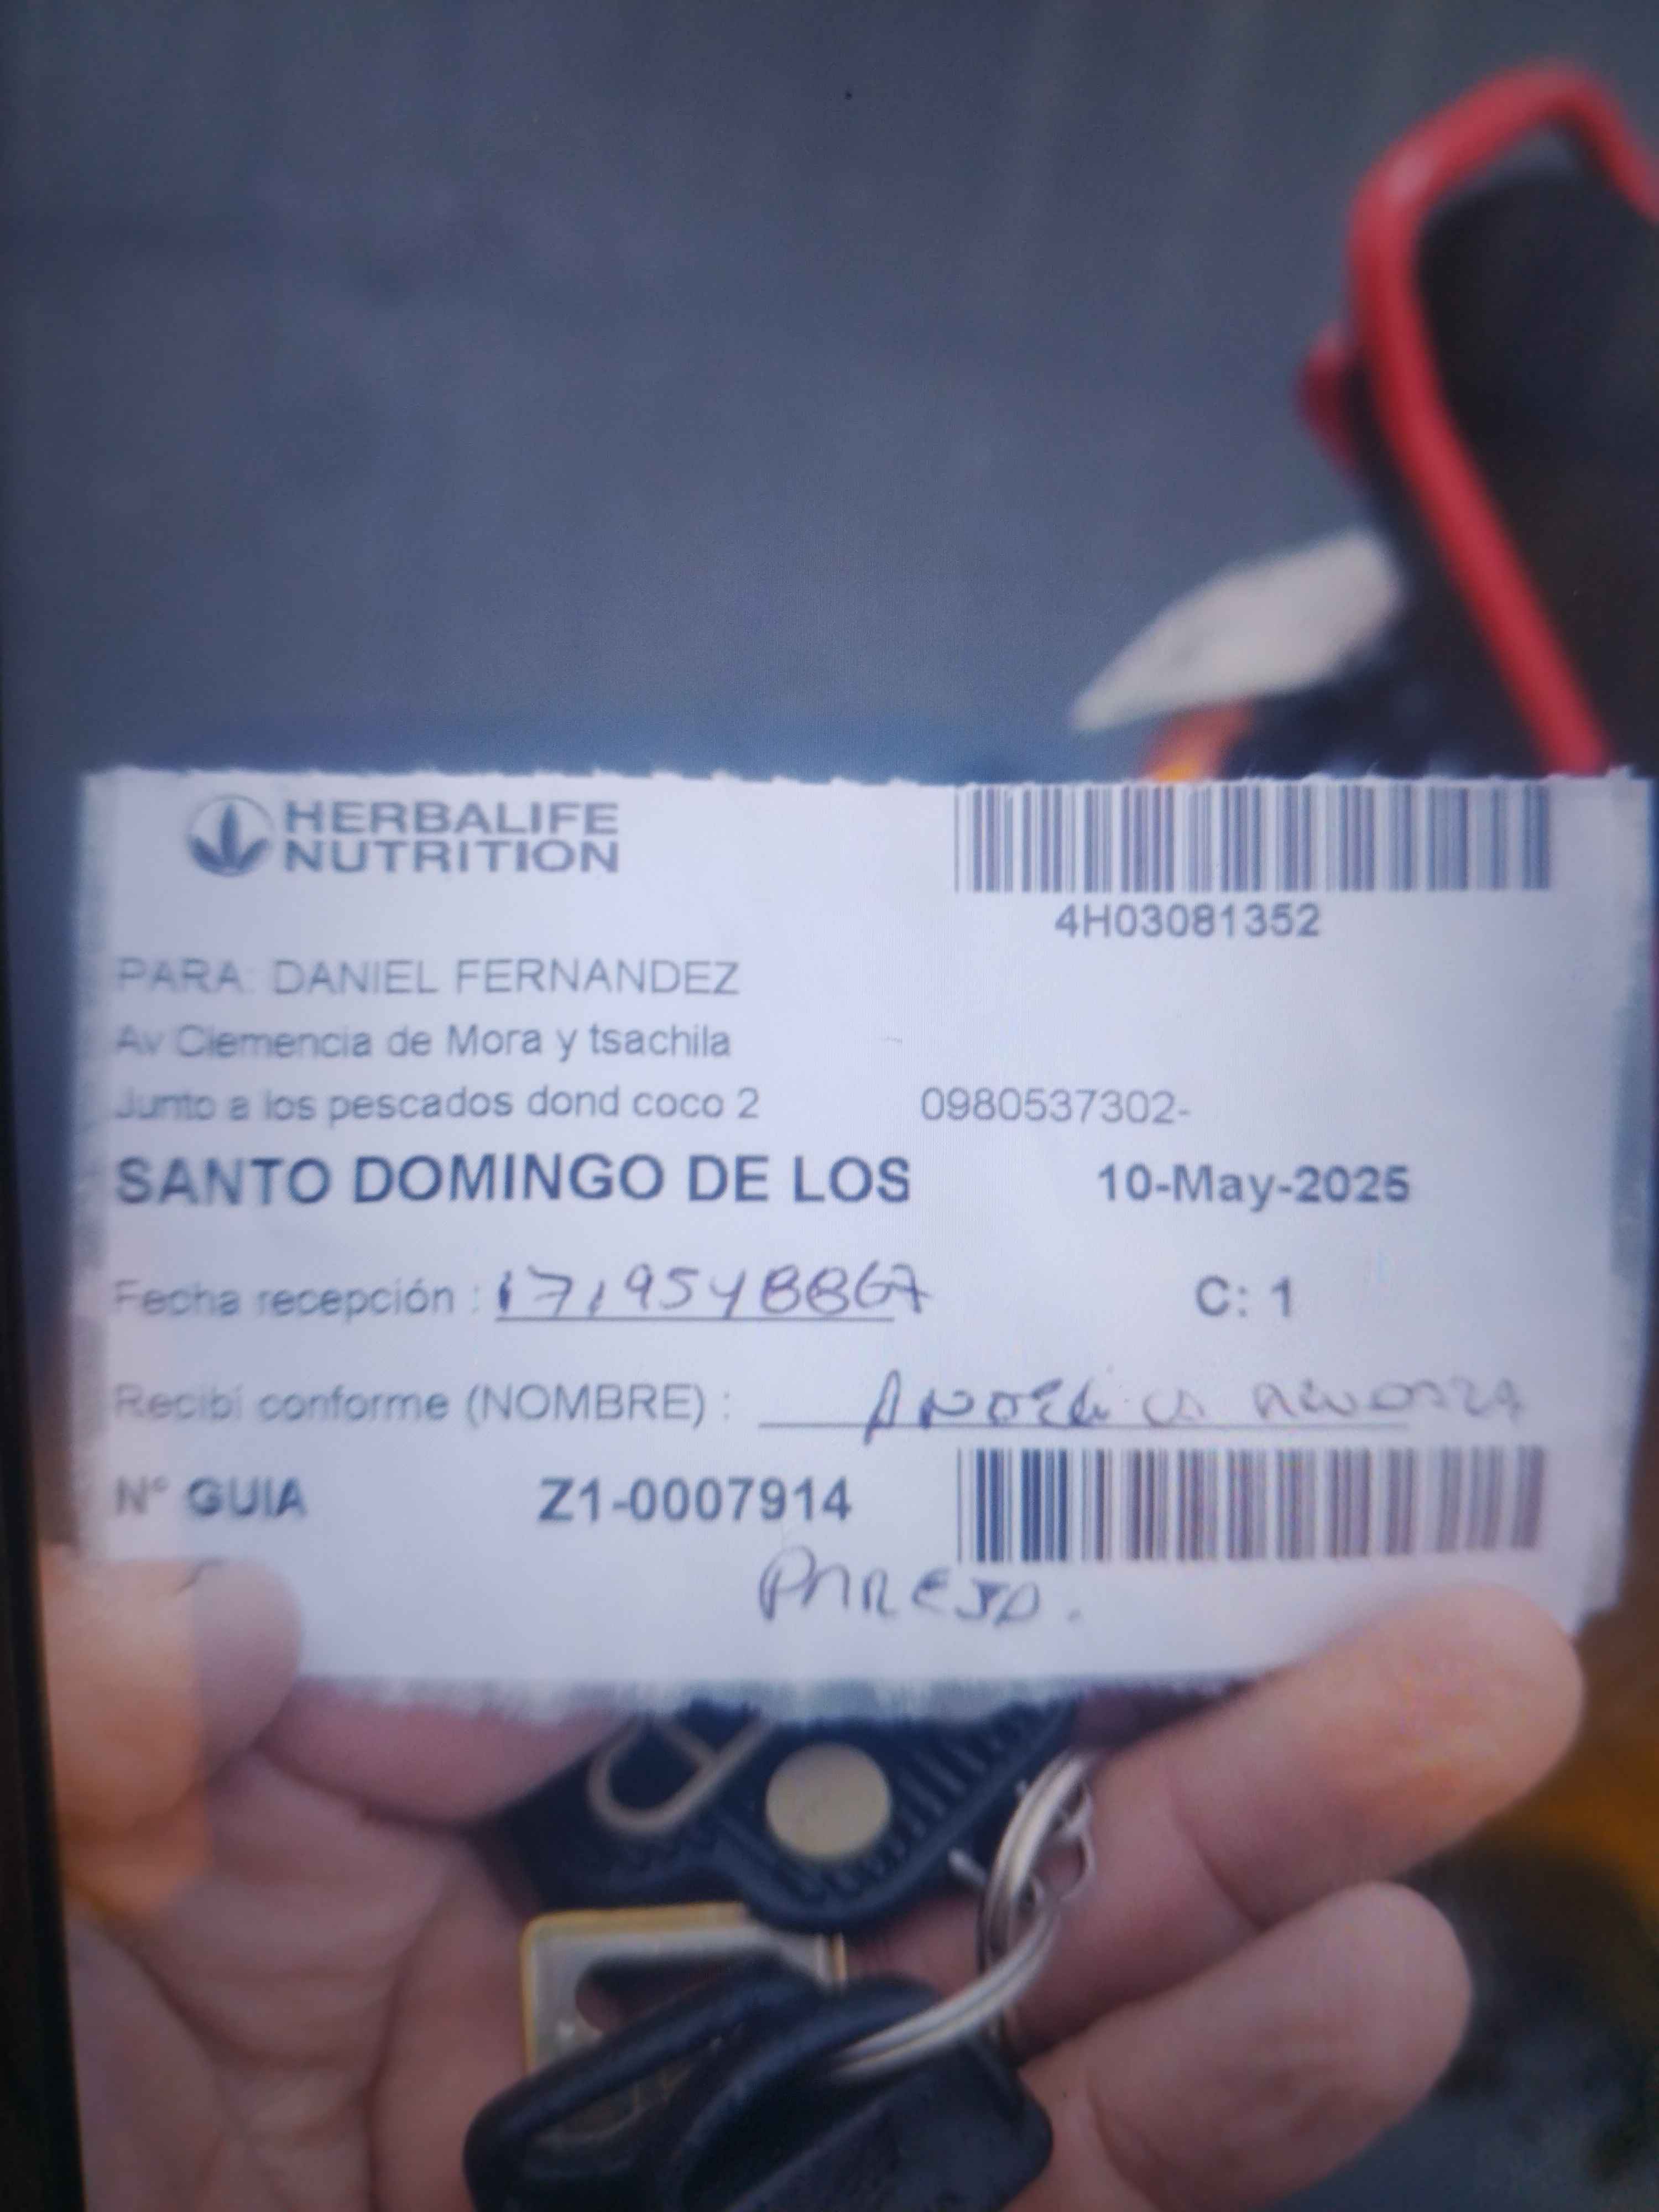 HERBALIFE
NUTRITION
4H03081352
PARA: DANIEL FERNANDEZ
Av Clemencia de Mora y tsachila
Junto a los pescados dond coco 2 0980537302-
SANTO DOMINGO DE LOS 10-May-2025
Fecha recepción : C: 1
Recibí conforme (NOMBRE) :
N° GUIA Z1-0007914
PAREJA.